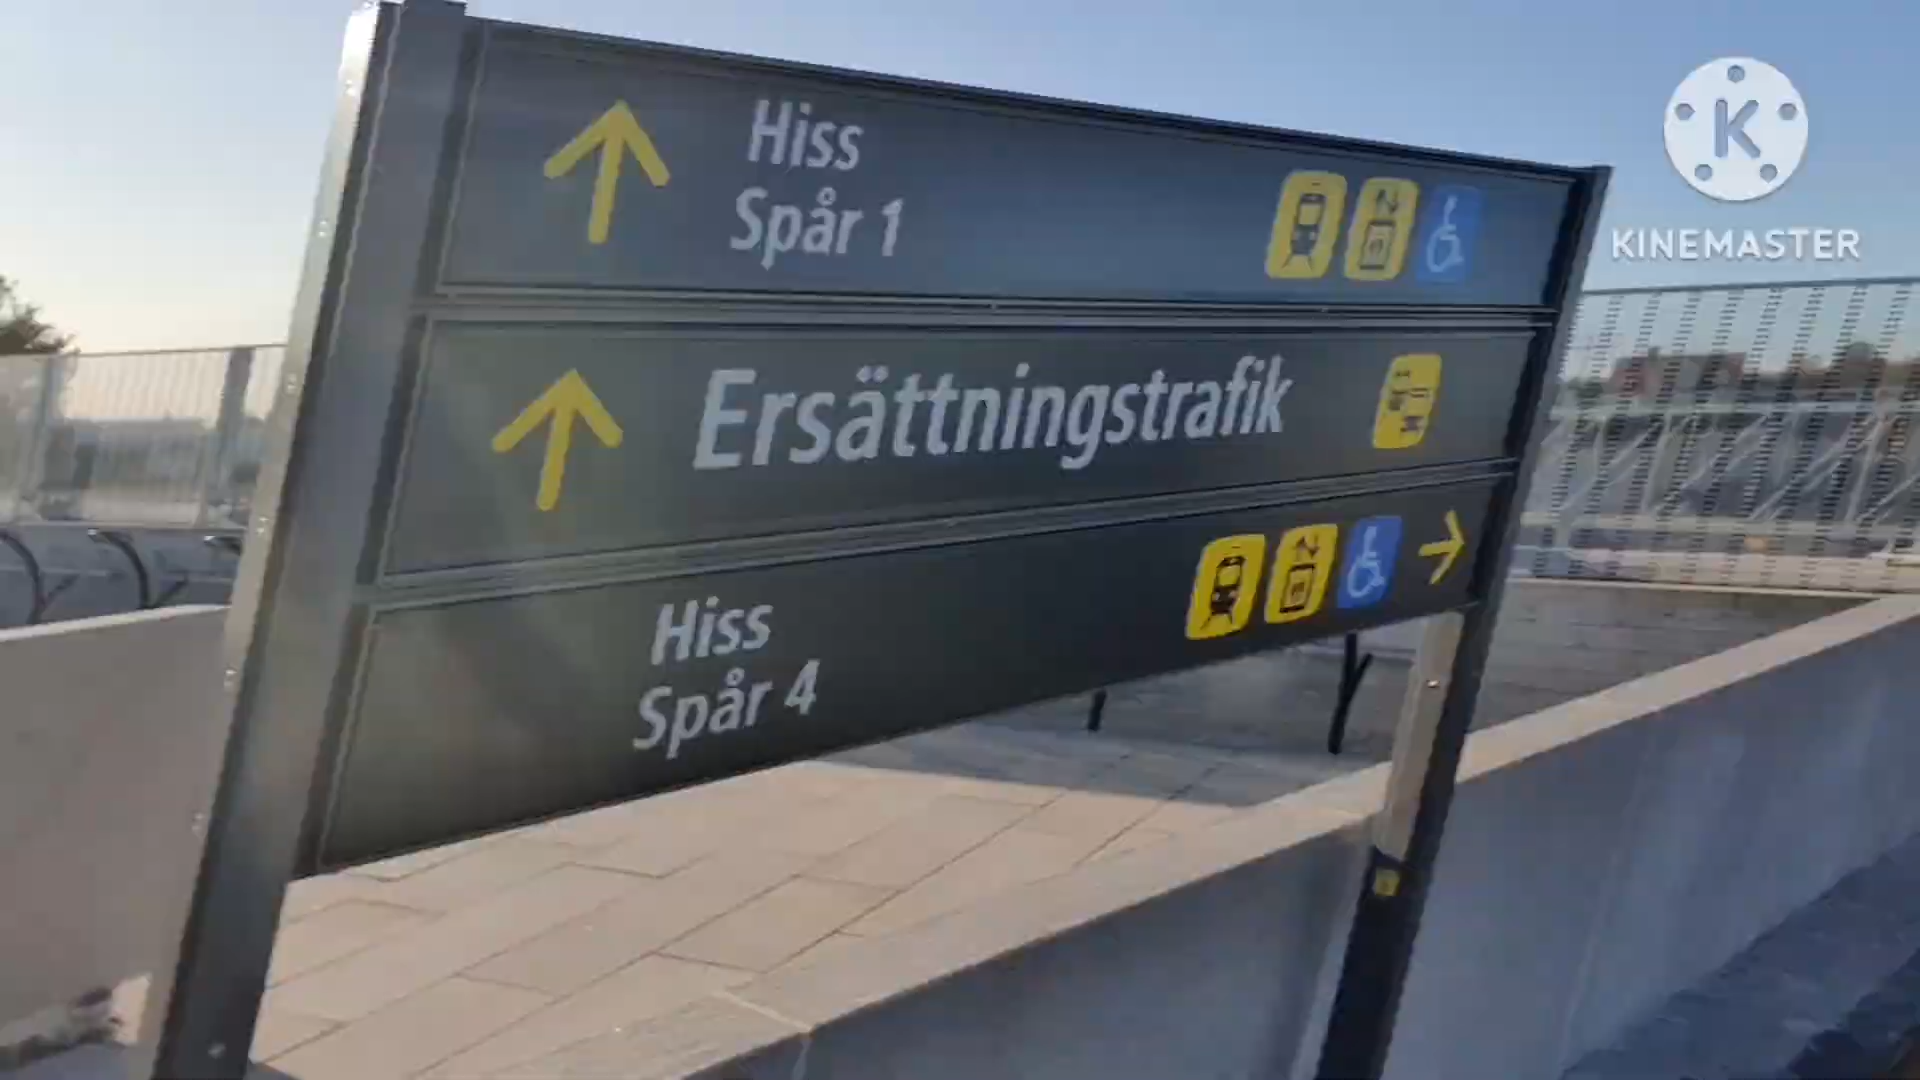 Hiss
Spår 1
Ersättningstrafik
Hiss
Spår 4
K
KINEMASTER